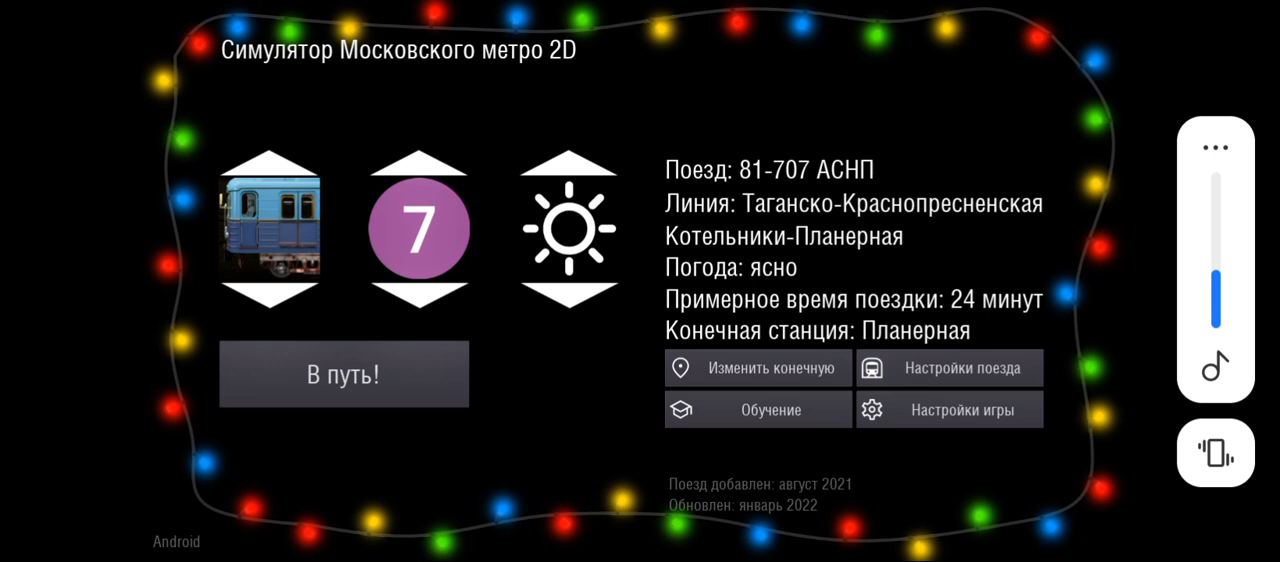 Симулятор Московского метро 2D
7
Поезд: 81-707 АСНП
Линия: Таганско-Краснопресненская
Котельники-Планерная
Погода: ясно
Примерное время поездки: 24 минут
Конечная станция: Планерная
В путь!
Изменить конечную
Настройки поезда
Обучение
Настройки игры
Поезд добавлен: август 2021
Обновлен: январь 2022
Android